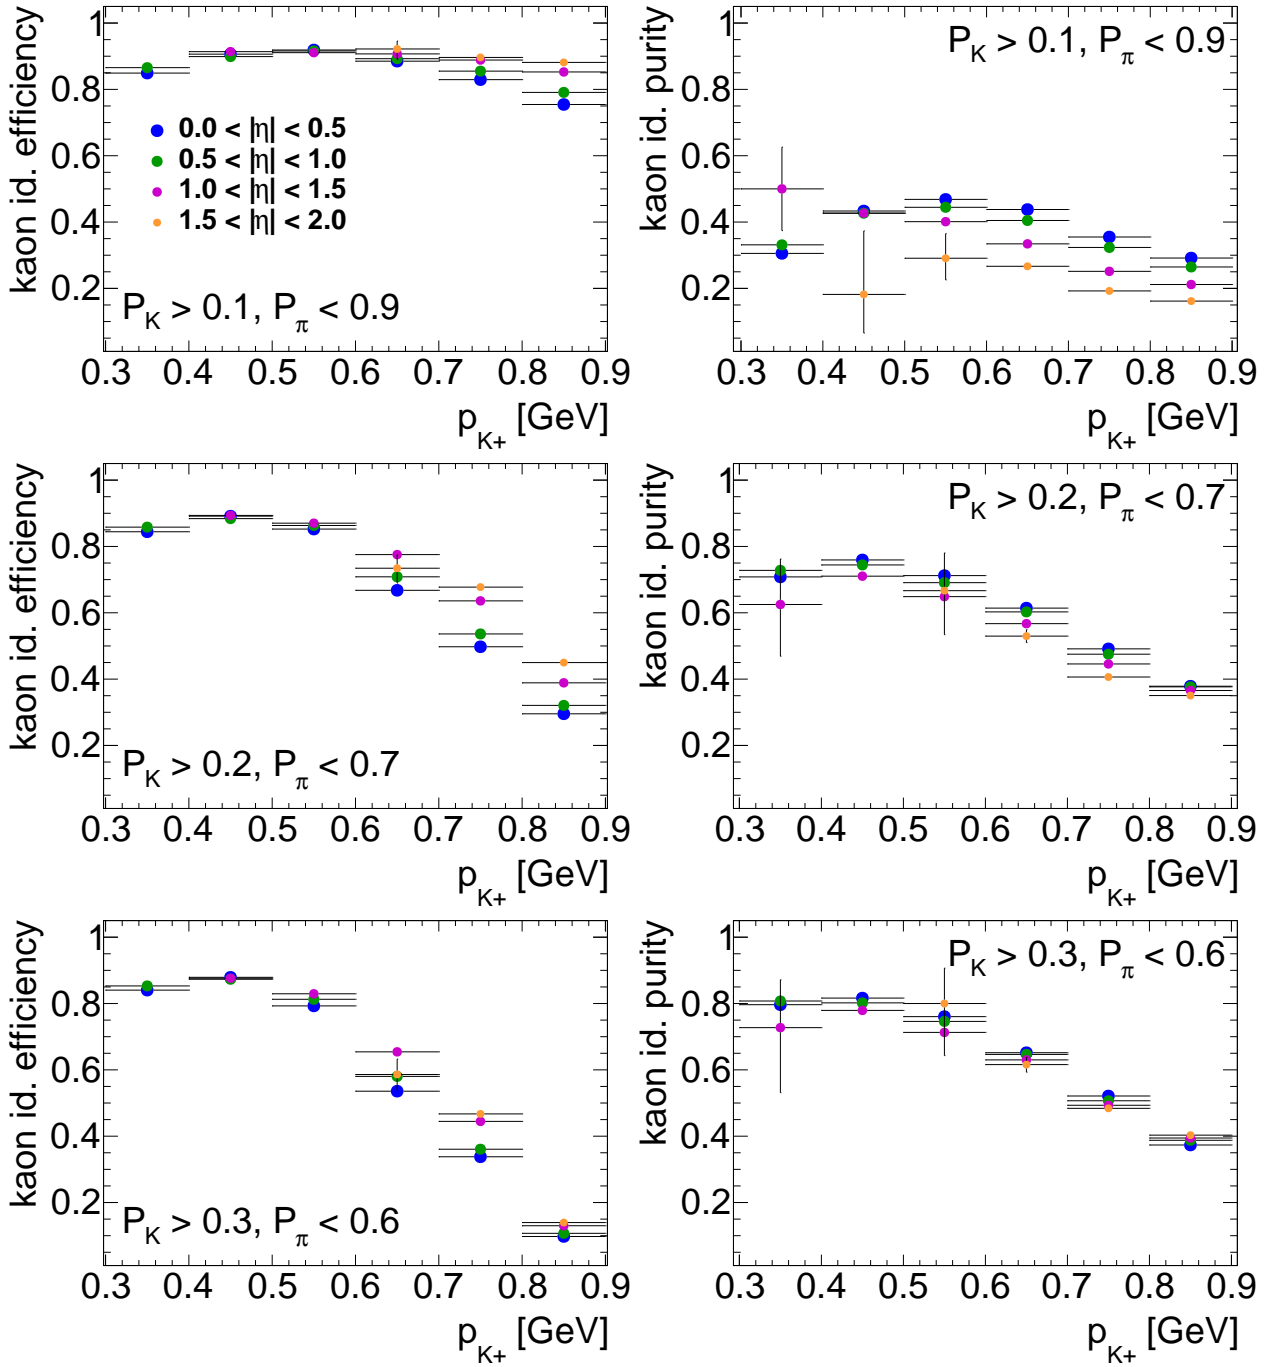 kaon id. efficiency
1
0.8
0.6
0.4
0.2
0.0 < |η| < 0.5
0.5 < |η| < 1.0
1.0 < |η| < 1.5
1.5 < |η| < 2.0
P_K > 0.1, P_π < 0.9
0.3 0.4 0.5 0.6 0.7 0.8 0.9
p_K+ [GeV]
kaon id. purity
1
0.8
0.6
0.4
0.2
P_K > 0.1, P_π < 0.9
0.3 0.4 0.5 0.6 0.7 0.8 0.9
p_K+ [GeV]
kaon id. efficiency
1
0.8
0.6
0.4
0.2
P_K > 0.2, P_π < 0.7
0.3 0.4 0.5 0.6 0.7 0.8 0.9
p_K+ [GeV]
kaon id. purity
1
0.8
0.6
0.4
0.2
P_K > 0.2, P_π < 0.7
0.3 0.4 0.5 0.6 0.7 0.8 0.9
p_K+ [GeV]
kaon id. efficiency
1
0.8
0.6
0.4
0.2
P_K > 0.3, P_π < 0.6
0.3 0.4 0.5 0.6 0.7 0.8 0.9
p_K+ [GeV]
kaon id. purity
1
0.8
0.6
0.4
0.2
P_K > 0.3, P_π < 0.6
0.3 0.4 0.5 0.6 0.7 0.8 0.9
p_K+ [GeV]